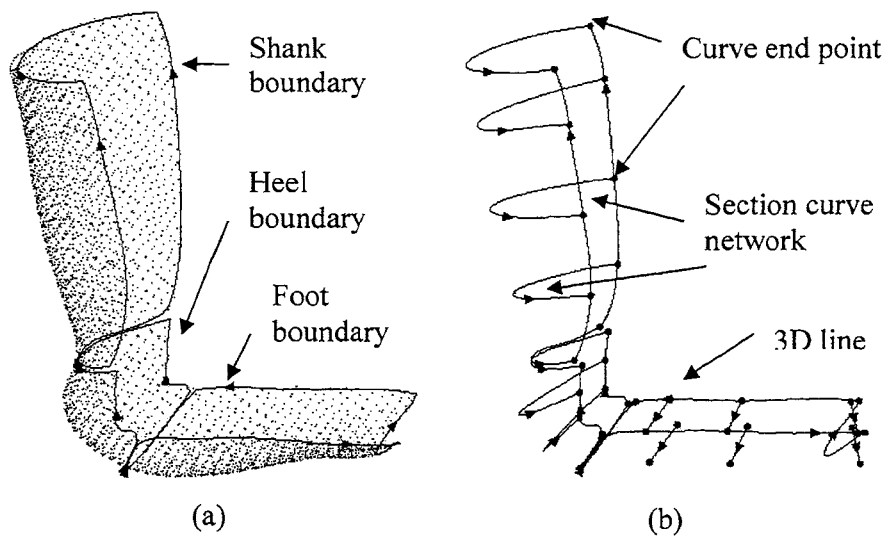 Shank
boundary
Heel
boundary
Foot
boundary
(a)
Curve end point
Section curve
network
3D line
(b)